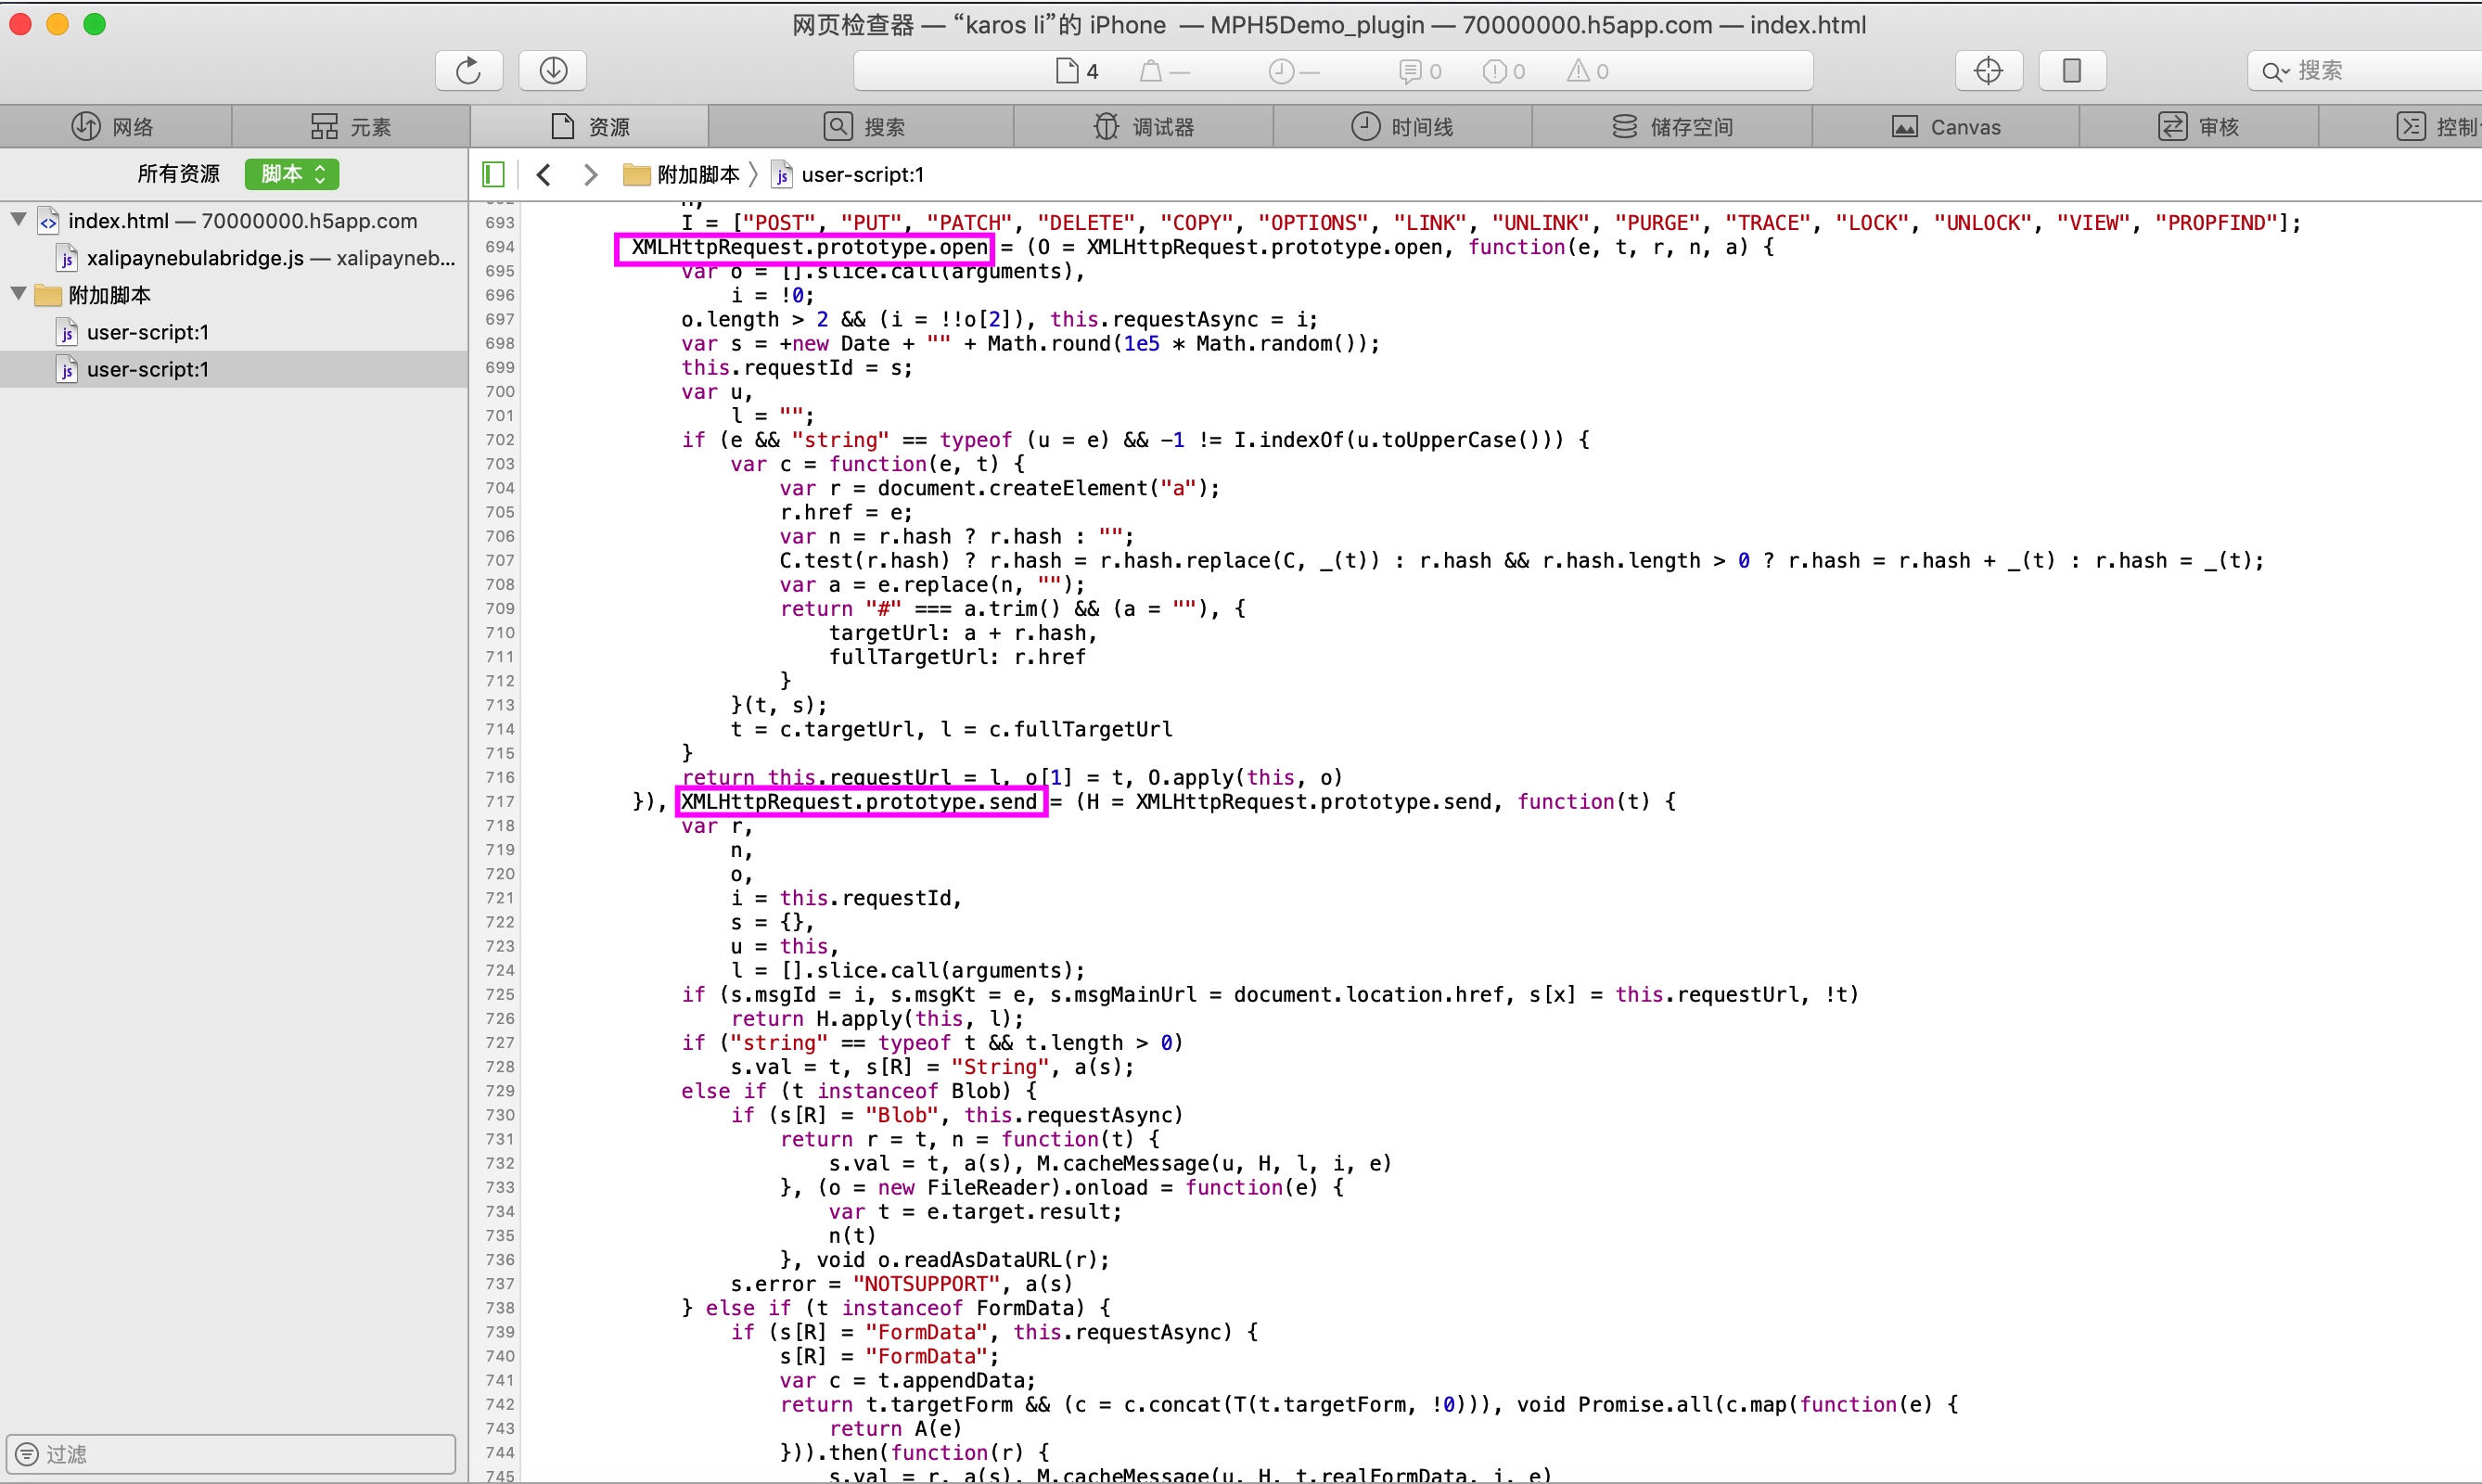 网页检查器 — “karos li”的 iPhone — MPH5Demo_plugin — 70000000.h5app.com — index.html
4 — — 0 0 0 搜索
网络 元素 资源 搜索 调试器 时间线 储存空间 Canvas 审核
所有资源 脚本 附加脚本 user-script:1
index.html — 70000000.h5app.com
xalipaynebulabridge.js — xalipayneb...
附加脚本
user-script:1
user-script:1
过滤
693 I = ["POST", "PUT", "PATCH", "DELETE", "COPY", "OPTIONS", "LINK", "UNLINK", "PURGE", "TRACE", "LOCK", "UNLOCK", "VIEW", "PROPFIND"];
694 XMLHttpRequest.prototype.open = (O = XMLHttpRequest.prototype.open, function(e, t, r, n, a) {
695 var o = [].slice.call(arguments),
696 i = !0;
697 o.length > 2 && (i = !!o[2]), this.requestAsync = i;
698 var s = +new Date + "" + Math.round(1e5 * Math.random());
699 this.requestId = s;
700 var u,
701 l = "";
702 if (e && "string" == typeof (u = e) && -1 != I.indexOf(u.toUpperCase())) {
703 var c = function(e, t) {
704 var r = document.createElement("a");
705 r.href = e;
706 var n = r.hash ? r.hash : "";
707 C.test(r.hash) ? r.hash = r.hash.replace(C, _(t)) : r.hash && r.hash.length > 0 ? r.hash = r.hash + _(t) : r.hash = _(t);
708 var a = e.replace(n, "");
709 return "#" === a.trim() && (a = ""), {
710 targetUrl: a + r.hash,
711 fullTargetUrl: r.href
712 }
713 }(t, s);
714 t = c.targetUrl, l = c.fullTargetUrl
715 }
716 return this.requestUrl = l, o[1] = t, O.apply(this, o)
717 }), XMLHttpRequest.prototype.send = (H = XMLHttpRequest.prototype.send, function(t) {
718 var r,
719 n,
720 o,
721 i = this.requestId,
722 s = {},
723 u = this,
724 l = [].slice.call(arguments);
725 if (s.msgId = i, s.msgKt = e, s.msgMainUrl = document.location.href, s[x] = this.requestUrl, !t)
726 return H.apply(this, l);
727 if ("string" == typeof t && t.length > 0)
728 s.val = t, s[R] = "String", a(s);
729 else if (t instanceof Blob) {
730 if (s[R] = "Blob", this.requestAsync)
731 return r = t, n = function(t) {
732 s.val = t, a(s), M.cacheMessage(u, H, l, i, e)
733 }, (o = new FileReader).onload = function(e) {
734 var t = e.target.result;
735 n(t)
736 }, void o.readAsDataURL(r);
737 s.error = "NOTSUPPORT", a(s)
738 } else if (t instanceof FormData) {
739 if (s[R] = "FormData", this.requestAsync) {
740 s[R] = "FormData";
741 var c = t.appendData;
742 return t.targetForm && (c = c.concat(T(t.targetForm, !0))), void Promise.all(c.map(function(e) {
743 return A(e)
744 })).then(function(r) {
745 s.val = r, a(s), M.cacheMessage(u, H, t.realFormData, i, e)